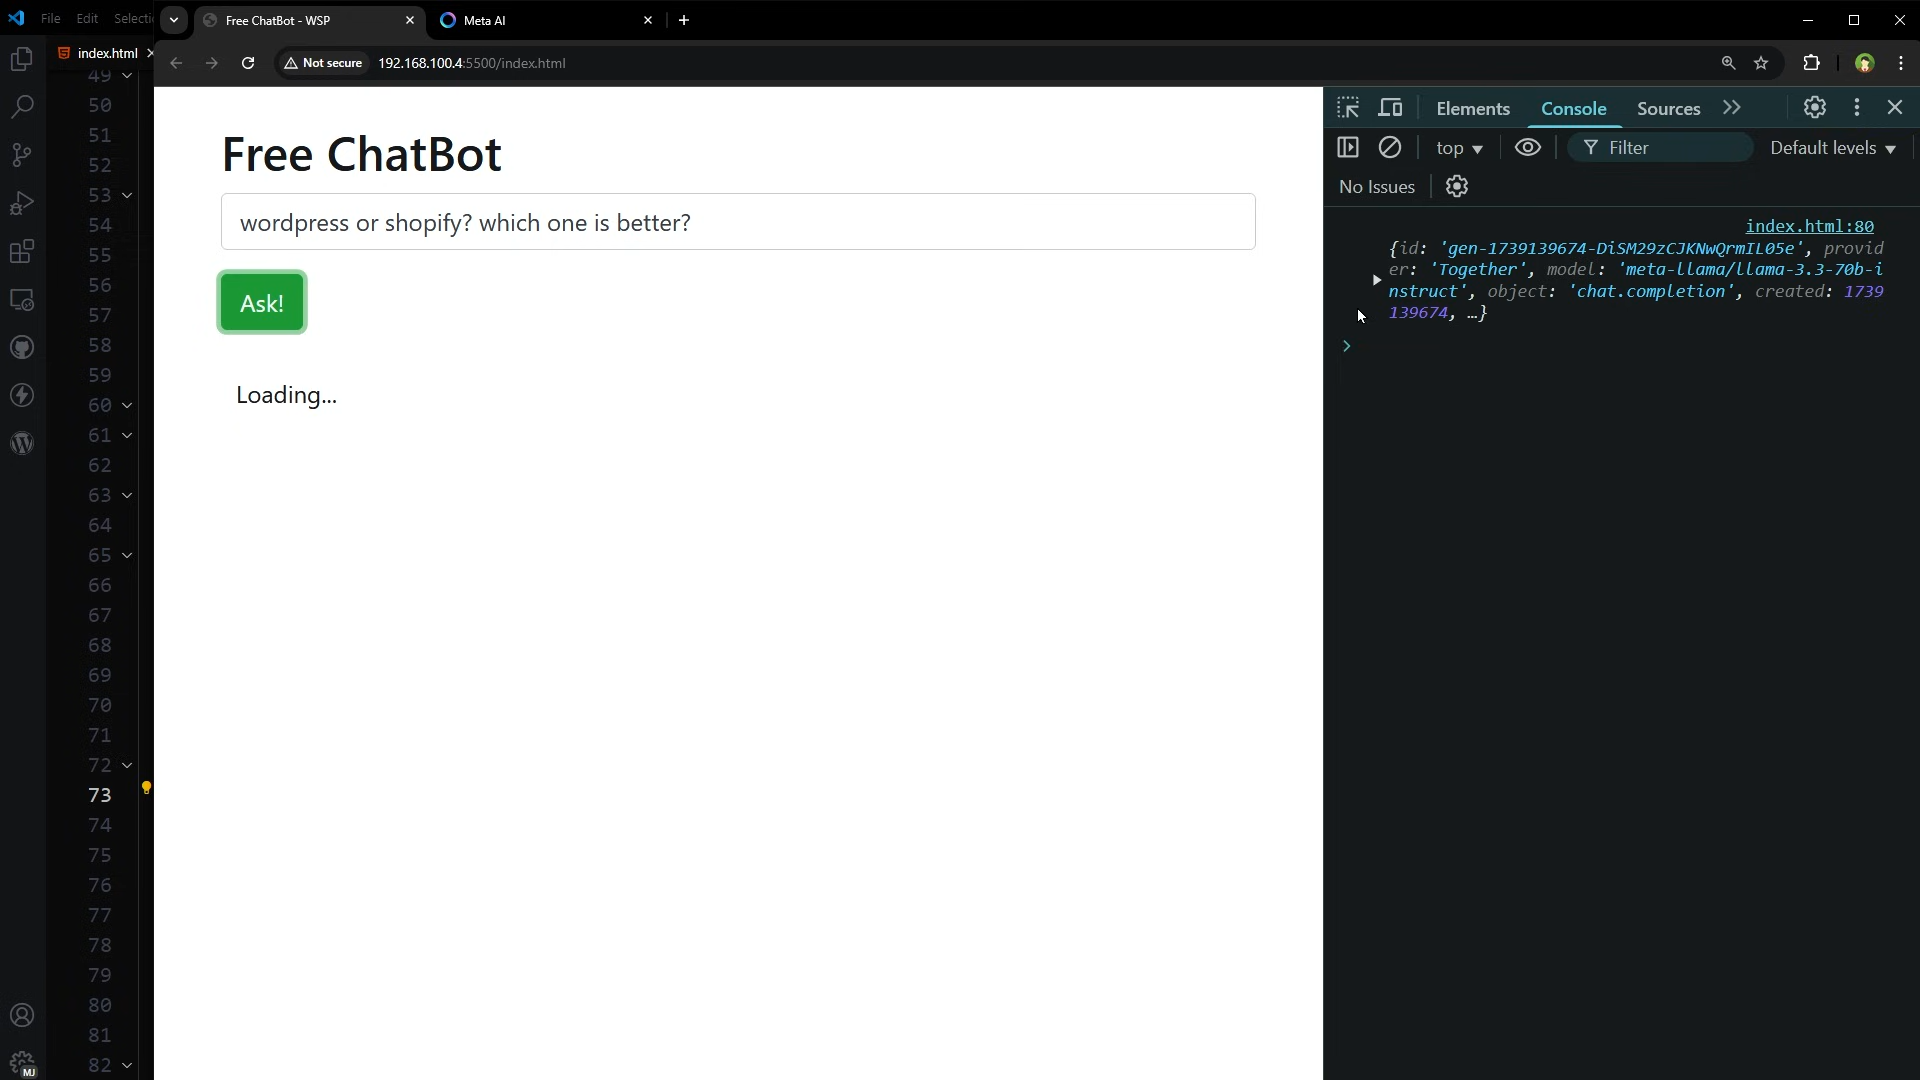 File Edit Selecti
Free ChatBot - WSP
Meta AI
index.html
Not secure 192.168.100.4:5500/index.html
49
50
51
52
53
54
55
56
57
58
59
60
61
62
63
64
65
66
67
68
69
70
71
72
73
74
75
76
77
78
79
80
81
82
MJ
Free ChatBot
wordpress or shopify? which one is better?
Ask!
Loading...
Elements Console Sources
top Filter Default levels
No Issues
index.html:80
{id: 'gen-1739139674-DiSM29zCJKNwQrmIL05e', provid
er: 'Together', model: 'meta-llama/llama-3.3-70b-i
nstruct', object: 'chat.completion', created: 1739
139674, …}